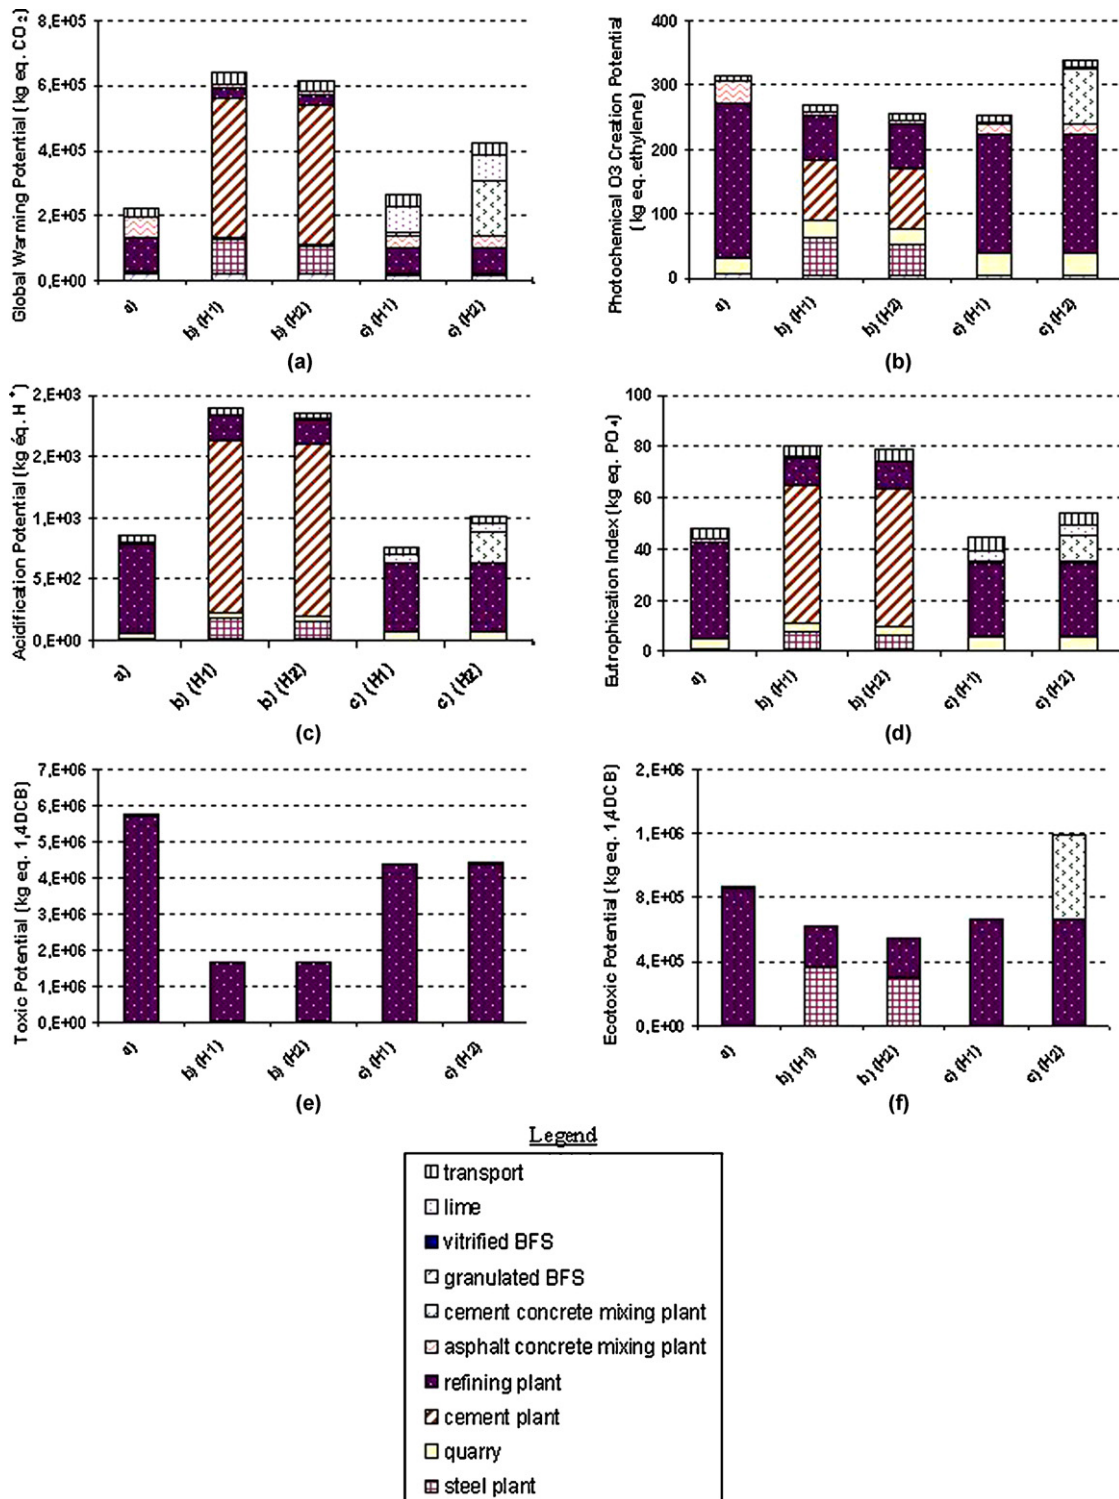 Global Warming Potential (kg eq. CO₂)
8,E+05
6,E+05
4,E+05
2,E+05
0,E+00
a)
b) (H1)
b) (H2)
c) (H1)
c) (H2)
(a)
Photochemical O3 Creation Potential
(kg eq. ethylene)
400
300
200
100
0
a)
b) (H1)
b) (H2)
c) (H1)
c) (H2)
(b)
Acidification Potential (kg éq. H⁺)
2,E+03
2,E+03
1,E+03
5,E+02
0,E+00
a)
b) (H1)
b) (H2)
c) (H1)
c) (H2)
(c)
Eutrophication Index (kg eq. PO₄)
100
80
60
40
20
0
a)
b) (H1)
b) (H2)
c) (H1)
c) (H2)
(d)
Toxic Potential (kg eq. 1,4DCB)
7,E+06
6,E+06
5,E+06
4,E+06
3,E+06
2,E+06
1,E+06
0,E+00
a)
b) (H1)
b) (H2)
c) (H1)
c) (H2)
(e)
Ecotoxic Potential (kg eq. 1,4DCB)
2,E+06
1,E+06
8,E+05
4,E+05
0,E+00
a)
b) (H1)
b) (H2)
c) (H1)
c) (H2)
(f)
Legend
transport
lime
vitrified BFS
granulated BFS
cement concrete mixing plant
asphalt concrete mixing plant
refining plant
cement plant
quarry
steel plant